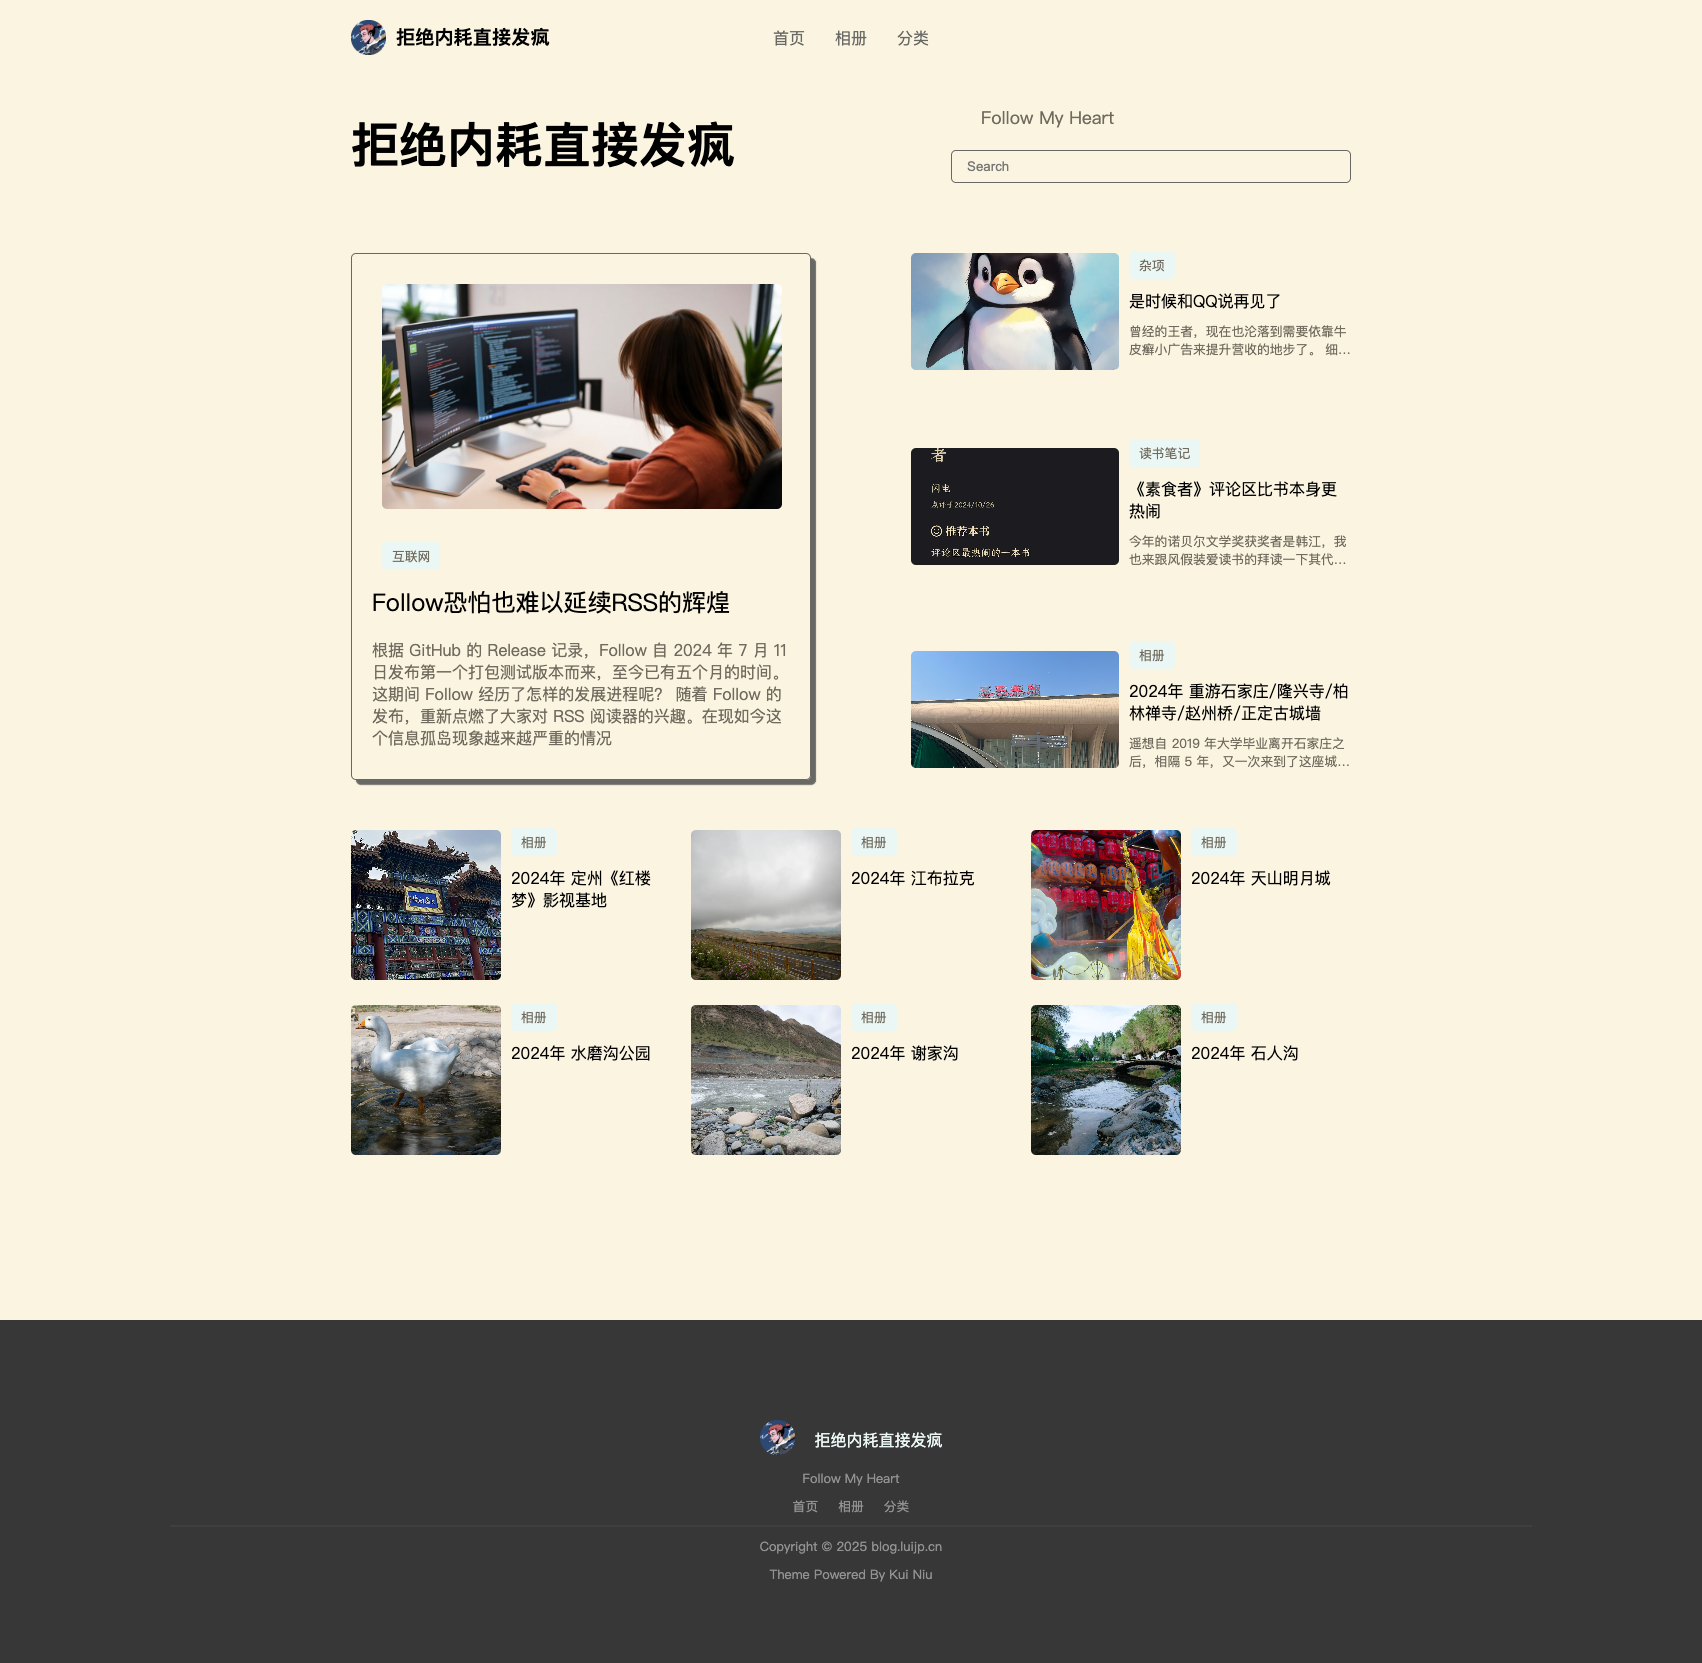 拒绝内耗直接发疯
首页 相册 分类
拒绝内耗直接发疯
Follow My Heart
Search
互联网
Follow恐怕也难以延续RSS的辉煌
根据 GitHub 的 Release 记录，Follow 自 2024 年 7 月 11
日发布第一个打包测试版本而来，至今已有五个月的时间。
这期间 Follow 经历了怎样的发展进程呢？ 随着 Follow 的
发布，重新点燃了大家对 RSS 阅读器的兴趣。在现如今这
个信息孤岛现象越来越严重的情况
杂项
是时候和QQ说再见了
曾经的王者，现在也沦落到需要依靠牛
皮癣小广告来提升营收的地步了。 细...
者
闪电
点评于2024/10/26
推荐本书
评论区最热闹的一本书
读书笔记
《素食者》评论区比书本身更
热闹
今年的诺贝尔文学奖获奖者是韩江，我
也来跟风假装爱读书的拜读一下其代...
相册
2024年 重游石家庄/隆兴寺/柏
林禅寺/赵州桥/正定古城墙
遥想自 2019 年大学毕业离开石家庄之
后，相隔 5 年，又一次来到了这座城...
相册
2024年 定州《红楼
梦》影视基地
相册
2024年 江布拉克
相册
2024年 天山明月城
相册
2024年 水磨沟公园
相册
2024年 谢家沟
相册
2024年 石人沟
拒绝内耗直接发疯
Follow My Heart
首页 相册 分类
Copyright © 2025 blog.luijp.cn
Theme Powered By Kui Niu